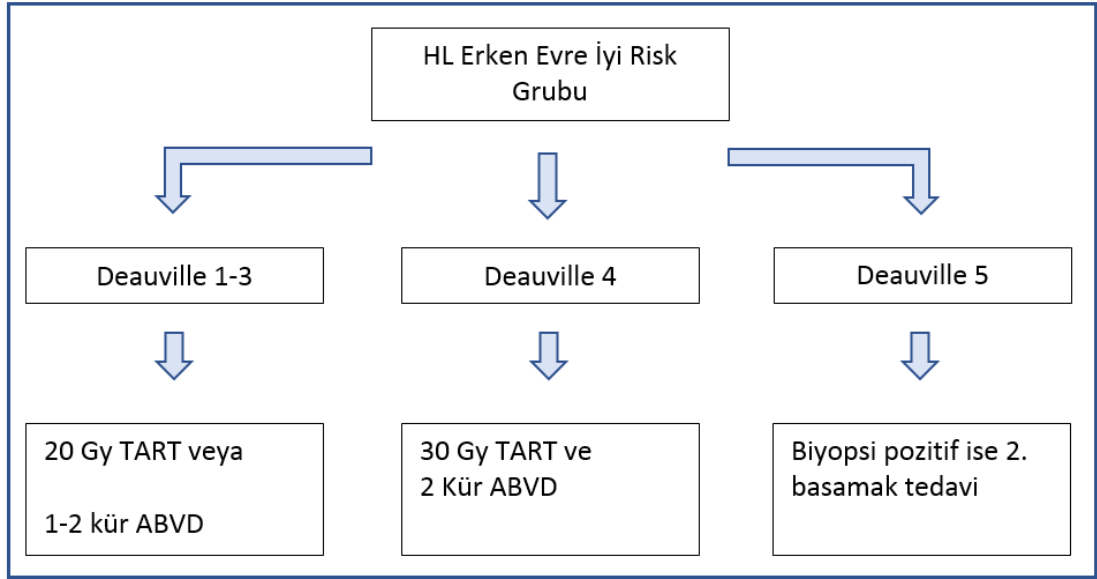 HL Erken Evre İyi Risk
Grubu
Deauville 1-3
Deauville 4
Deauville 5
20 Gy TART veya
1-2 kür ABVD
30 Gy TART ve
2 Kür ABVD
Biyopsi pozitif ise 2.
basamak tedavi